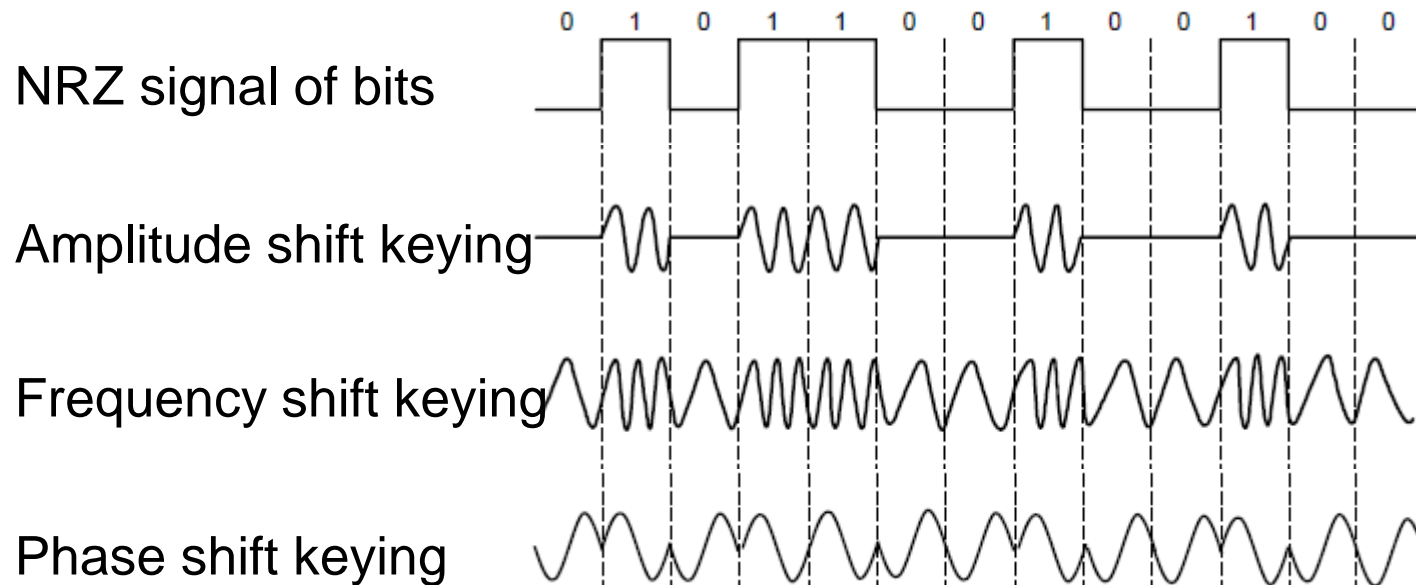 0 1 0 1 1 0 0 1 0 0 1 0 0
NRZ signal of bits
Amplitude shift keying
Frequency shift keying
Phase shift keying